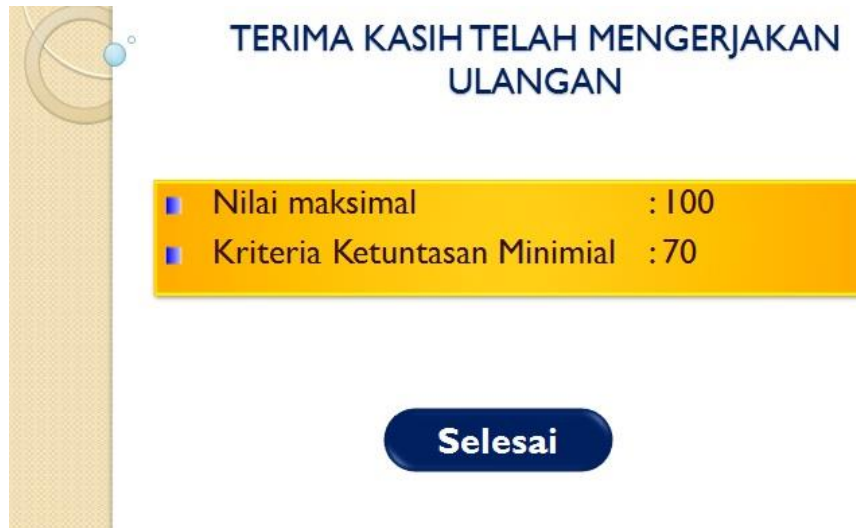 TERIMA KASIH TELAH MENGERJAKAN
ULANGAN
Nilai maksimal : 100
Kriteria Ketuntasan Minimial : 70
Selesai